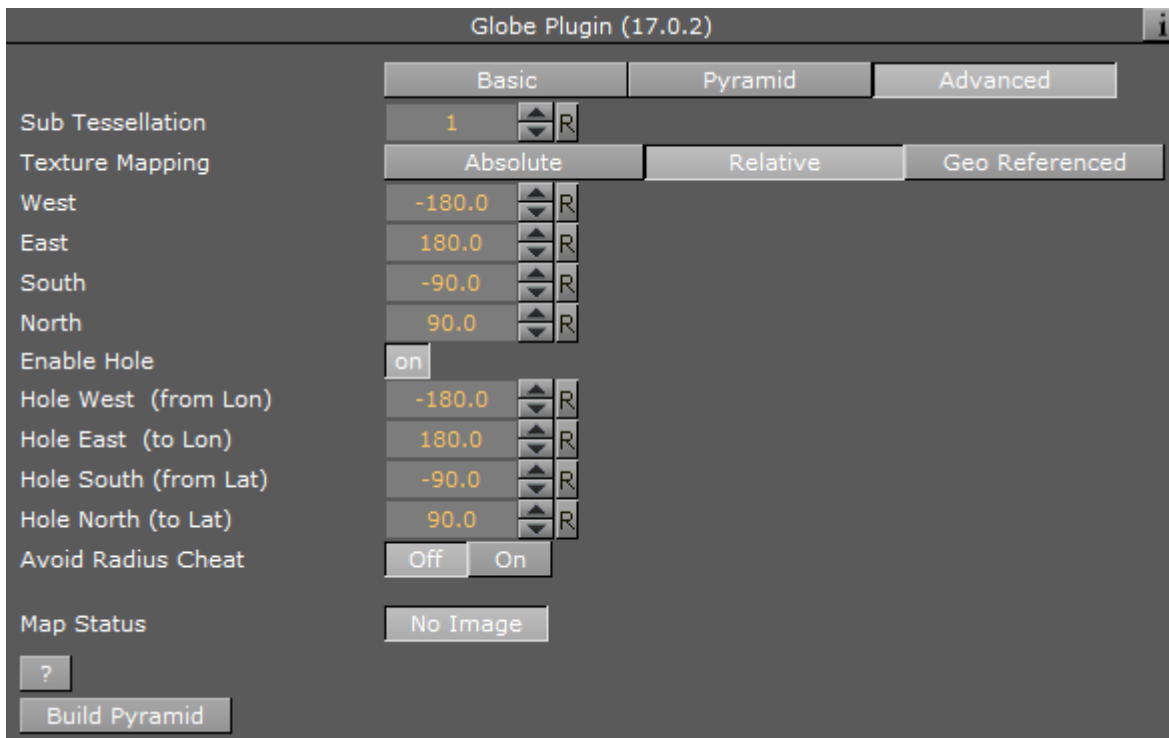 Globe Plugin (17.0.2) i
Basic Pyramid Advanced
Sub Tessellation 1 R
Texture Mapping Absolute Relative Geo Referenced
West -180.0 R
East 180.0 R
South -90.0 R
North 90.0 R
Enable Hole on
Hole West (from Lon) -180.0 R
Hole East (to Lon) 180.0 R
Hole South (from Lat) -90.0 R
Hole North (to Lat) 90.0 R
Avoid Radius Cheat Off On
Map Status No Image
?
Build Pyramid